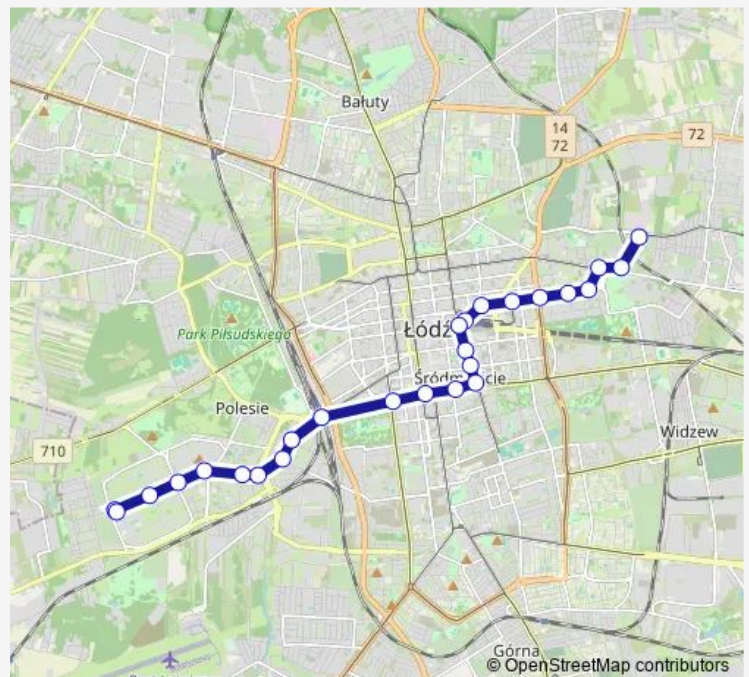 Bałuty
14
72
72
Park Piłsudskiego
Łódź
Śródmieście
Polesie
710
Widzew
Górna
© OpenStreetMap contributors